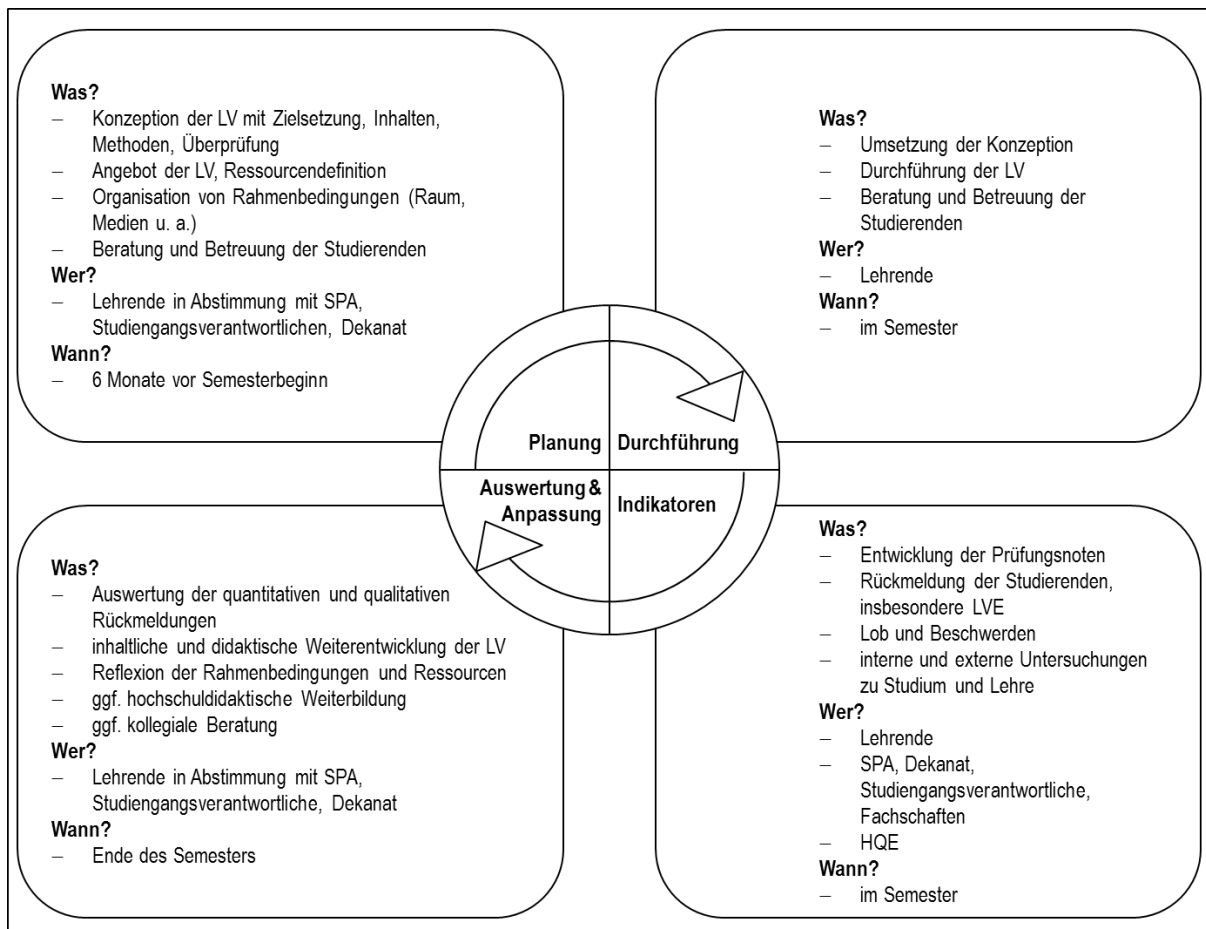 Was?
– Konzeption der LV mit Zielsetzung, Inhalten,
Methoden, Überprüfung
– Angebot der LV, Ressourcendefinition
– Organisation von Rahmenbedingungen (Raum,
Medien u. a.)
– Beratung und Betreuung der Studierenden
Wer?
– Lehrende in Abstimmung mit SPA,
Studiengangsverantwortlichen, Dekanat
Wann?
– 6 Monate vor Semesterbeginn
Was?
– Umsetzung der Konzeption
– Durchführung der LV
– Beratung und Betreuung der
Studierenden
Wer?
– Lehrende
Wann?
– im Semester
Planung
Durchführung
Auswertung &
Anpassung
Indikatoren
Was?
– Auswertung der quantitativen und qualitativen
Rückmeldungen
– inhaltliche und didaktische Weiterentwicklung der LV
– Reflexion der Rahmenbedingungen und Ressourcen
– ggf. hochschuldidaktische Weiterbildung
– ggf. kollegiale Beratung
Wer?
– Lehrende in Abstimmung mit SPA,
Studiengangsverantwortliche, Dekanat
Wann?
– Ende des Semesters
Was?
– Entwicklung der Prüfungsnoten
– Rückmeldung der Studierenden,
insbesondere LVE
– Lob und Beschwerden
– interne und externe Untersuchungen
zu Studium und Lehre
Wer?
– Lehrende
– SPA, Dekanat,
Studiengangsverantwortliche,
Fachschaften
– HQE
Wann?
– im Semester